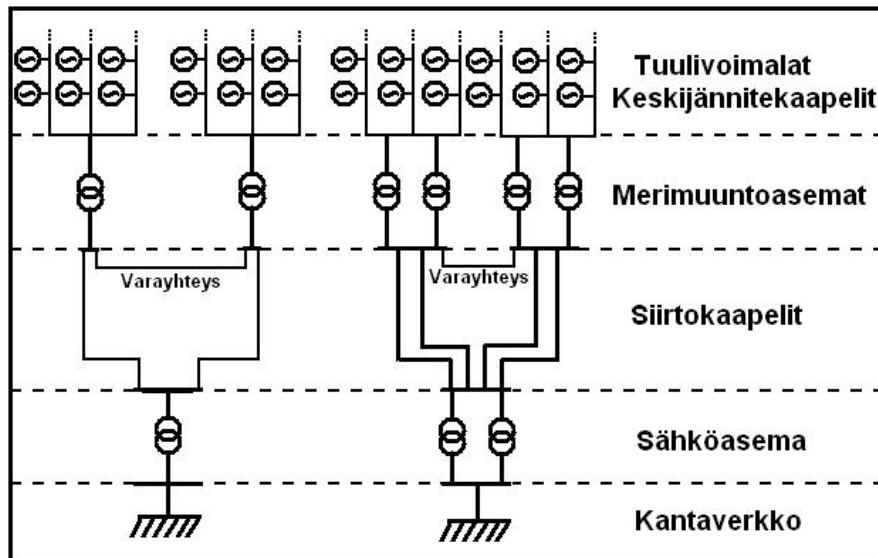 Tuulivoimalat
Keskijännitekaapelit
Merimuuntoasemat
Varayhteys
Varayhteys
Siirtokaapelit
Sähköasema
Kantaverkko